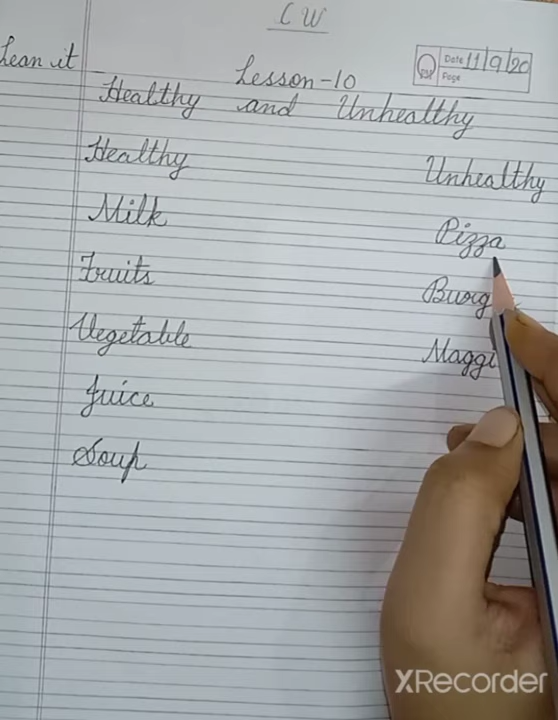 C W
Lean it
Date 11/9/20
Page
Lesson-10
Healthy and Unhealthy
Healthy Unhealthy
Milk Pizza
Fruits Burg
Vegetable Maggi
Juice
Soup
XRecorder